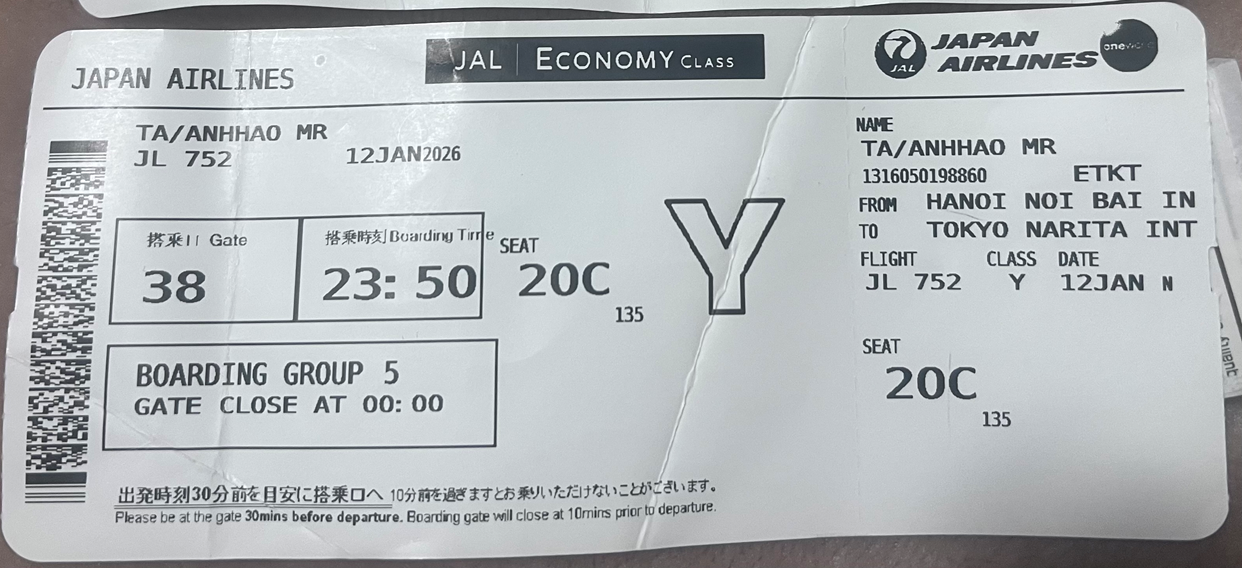 JAPAN AIRLINES
JAL | ECONOMY CLASS
JAL
JAPAN AIRLINES
oneworld
TA/ANHHAO MR
JL 752 12JAN2026
搭乗口 Gate
38
搭乗時刻 Boarding Time
23:50
SEAT
20C
135
Y
BOARDING GROUP 5
GATE CLOSE AT 00:00
出発時刻30分前を目安に搭乗口へ 10分前を過ぎますとお乗りいただけないことがございます。
Please be at the gate 30mins before departure. Boarding gate will close at 10mins prior to departure.
NAME
TA/ANHHAO MR
1316050198860 ETKT
FROM HANOI NOI BAI IN
TO TOKYO NARITA INT
FLIGHT CLASS DATE
JL 752 Y 12JAN N
SEAT
20C
135